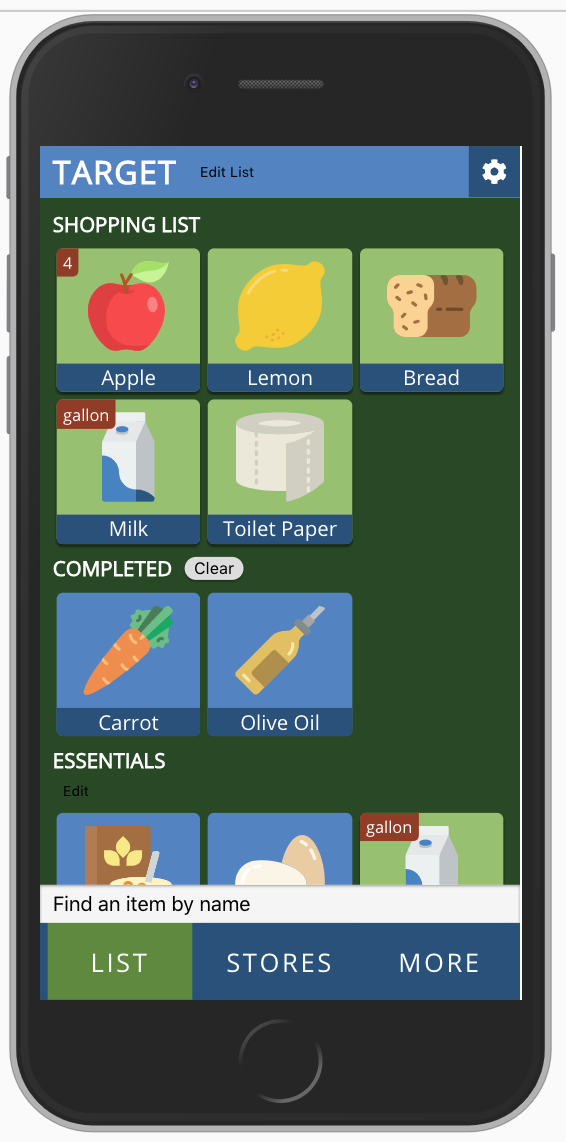 TARGET Edit List
SHOPPING LIST
4
Apple Lemon Bread
gallon
Milk Toilet Paper
COMPLETED Clear
Carrot Olive Oil
ESSENTIALS
Edit
gallon
Find an item by name
LIST STORES MORE